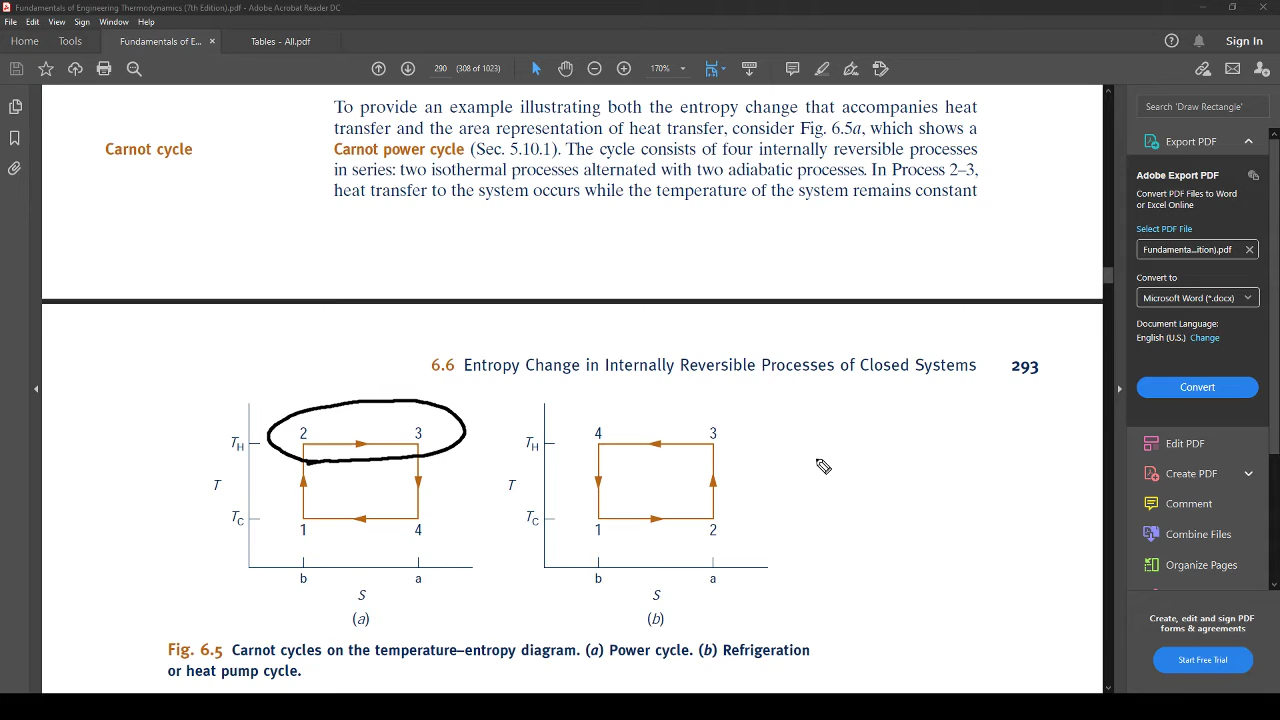 Fundamentals of Engineering Thermodynamics (7th Edition).pdf - Adobe Acrobat Reader DC
File Edit View Sign Window Help
Home Tools Fundamentals of E... × Tables - All.pdf Sign In
290 (308 of 1023) 170%
To provide an example illustrating both the entropy change that accompanies heat
transfer and the area representation of heat transfer, consider Fig. 6.5a, which shows a
Carnot cycle
Carnot power cycle (Sec. 5.10.1). The cycle consists of four internally reversible processes
in series: two isothermal processes alternated with two adiabatic processes. In Process 2–3,
heat transfer to the system occurs while the temperature of the system remains constant
6.6 Entropy Change in Internally Reversible Processes of Closed Systems 293
2 3
TH
T
TC
1 4
b a
S
(a)
4 3
TH
T
TC
1 2
b a
S
(b)
Fig. 6.5 Carnot cycles on the temperature–entropy diagram. (a) Power cycle. (b) Refrigeration
or heat pump cycle.
Search 'Draw Rectangle'
Export PDF
Adobe Export PDF
Convert PDF Files to Word
or Excel Online
Select PDF File
Fundamenta...ition).pdf
Convert to
Microsoft Word (*.docx)
Document Language:
English (U.S.) Change
Convert
Edit PDF
Create PDF
Comment
Combine Files
Organize Pages
Create, edit and sign PDF
forms & agreements
Start Free Trial